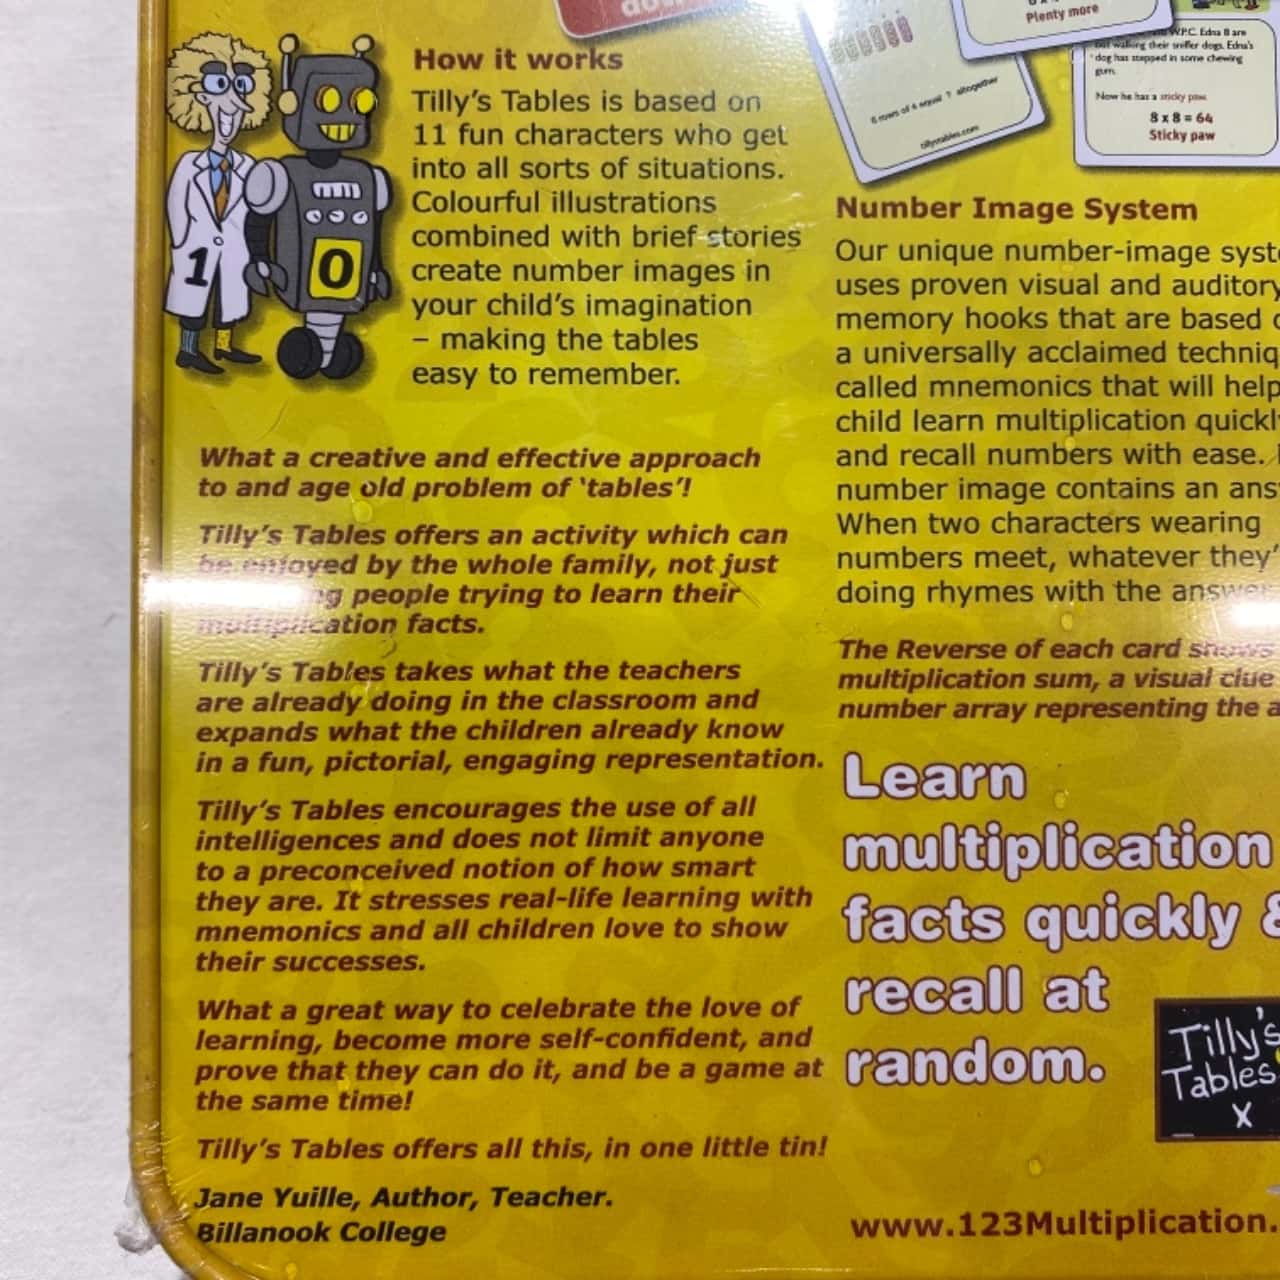 How it works
Tilly's Tables is based on
11 fun characters who get
into all sorts of situations.
Colourful illustrations
combined with brief stories
create number images in
your child's imagination
– making the tables
easy to remember.
1
0
What a creative and effective approach
to and age old problem of 'tables'!
Tilly's Tables offers an activity which can
be enjoyed by the whole family, not just
people trying to learn their
multiplication facts.
Tilly's Tables takes what the teachers
are already doing in the classroom and
expands what the children already know
in a fun, pictorial, engaging representation.
Tilly's Tables encourages the use of all
intelligences and does not limit anyone
to a preconceived notion of how smart
they are. It stresses real-life learning with
mnemonics and all children love to show
their successes.
What a great way to celebrate the love of
learning, become more self-confident, and
prove that they can do it, and be a game at
the same time!
Tilly's Tables offers all this, in one little tin!
Jane Yuille, Author, Teacher.
Billanook College
6 rows of 4 equal ? altogether
tillystables.com
Plenty more
W.P.C. Edna 8 are
out walking their sniffer dogs. Edna's
dog has stepped in some chewing
gum.
Now he has a sticky paw.
8 x 8 = 64
Sticky paw
Number Image System
Our unique number-image
uses proven visual and auditory
memory hooks that are based
a universally acclaimed
called mnemonics that will help
child learn multiplication
and recall numbers with ease.
number image contains an
When two characters wearing
numbers meet, whatever
doing rhymes with the answer
The Reverse of each card shows
multiplication sum, a visual clue
number array representing the
Learn
multiplication
facts quickly &
recall at
random.
Tilly's
Tables
x
www.123Multiplication.